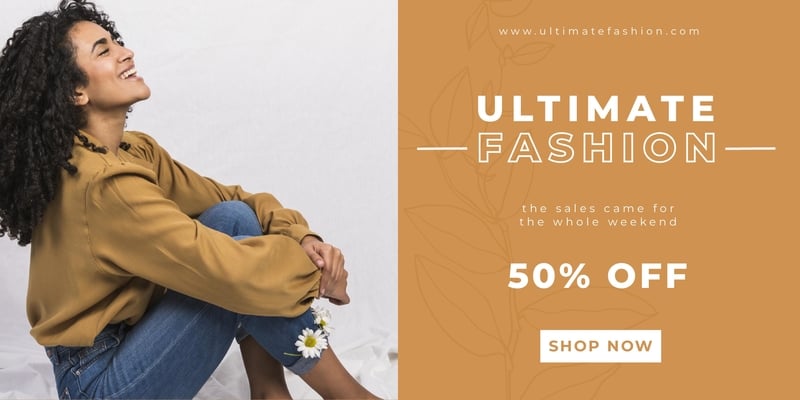 www.ultimatefashion.com
ULTIMATE
FASHION
the sales came for
the whole weekend
50% OFF
SHOP NOW